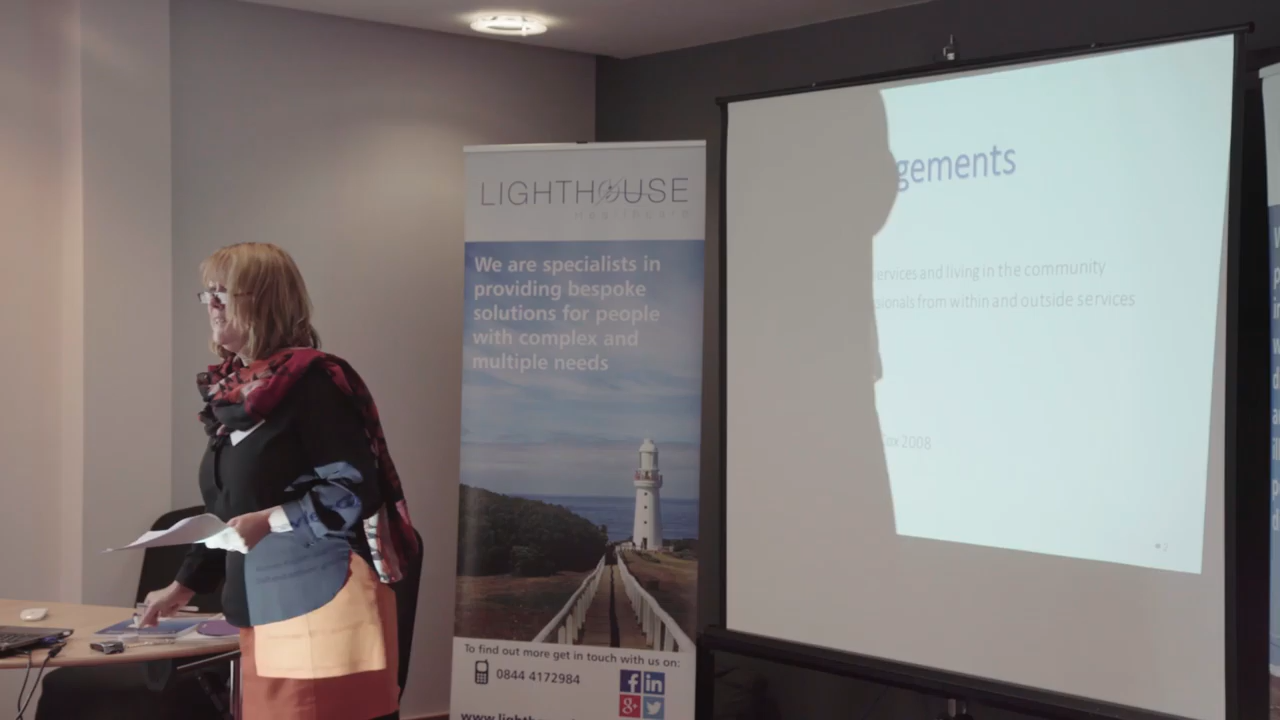 LIGHTHOUSE
healthcare
We are specialists in
providing bespoke
solutions for people
with complex and
multiple needs
To find out more get in touch with us on:
0844 4172984
gements
ervices and living in the community
sionals from within and outside services
Cox 2008